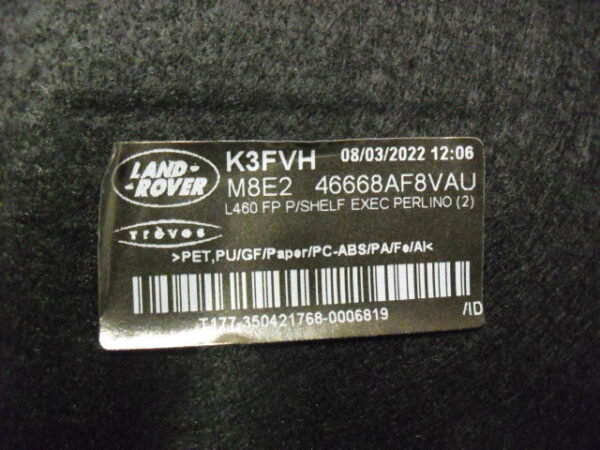 LAND-
-ROVER
K3FVH 08/03/2022 12:06
M8E2 46668AF8VAU
L460 FP P/SHELF EXEC PERLINO (2)
Trèves
>PET,PU/GF/Paper/PC-ABS/PA/Fe/Al<
T177-350421768-0006819
/ID